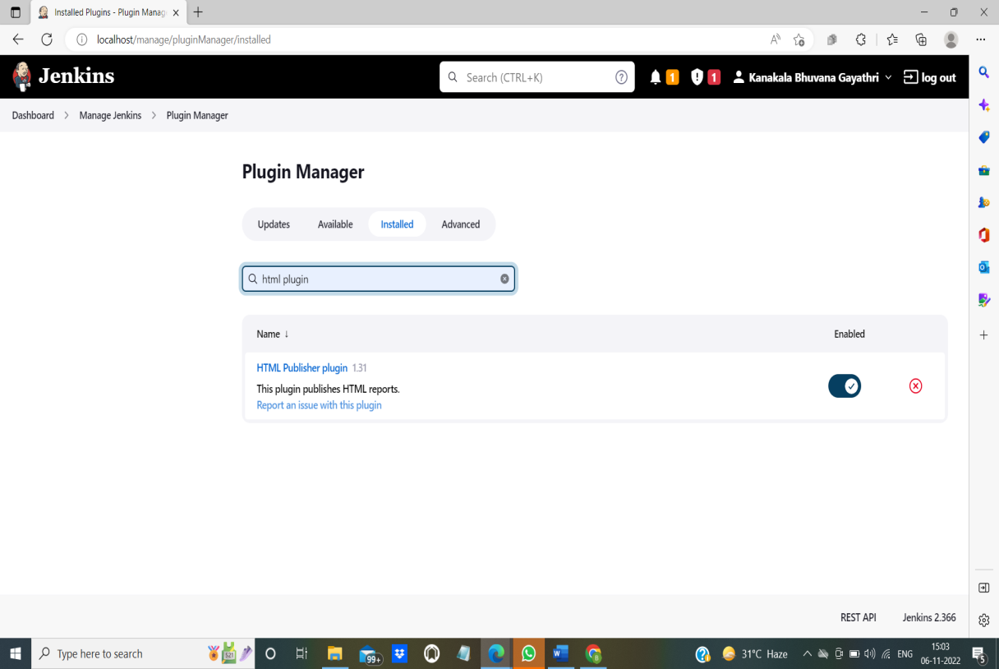 Installed Plugins - Plugin Manag
localhost/manage/pluginManager/installed
Jenkins
Search (CTRL+K)
1
1
Kanakala Bhuvana Gayathri
log out
Dashboard > Manage Jenkins > Plugin Manager
Plugin Manager
Updates Available Installed Advanced
html plugin
Name ↓ Enabled
HTML Publisher plugin 1.31
This plugin publishes HTML reports.
Report an issue with this plugin
REST API Jenkins 2.366
Type here to search
99+
31°C Haze
ENG
15:03
06-11-2022
5